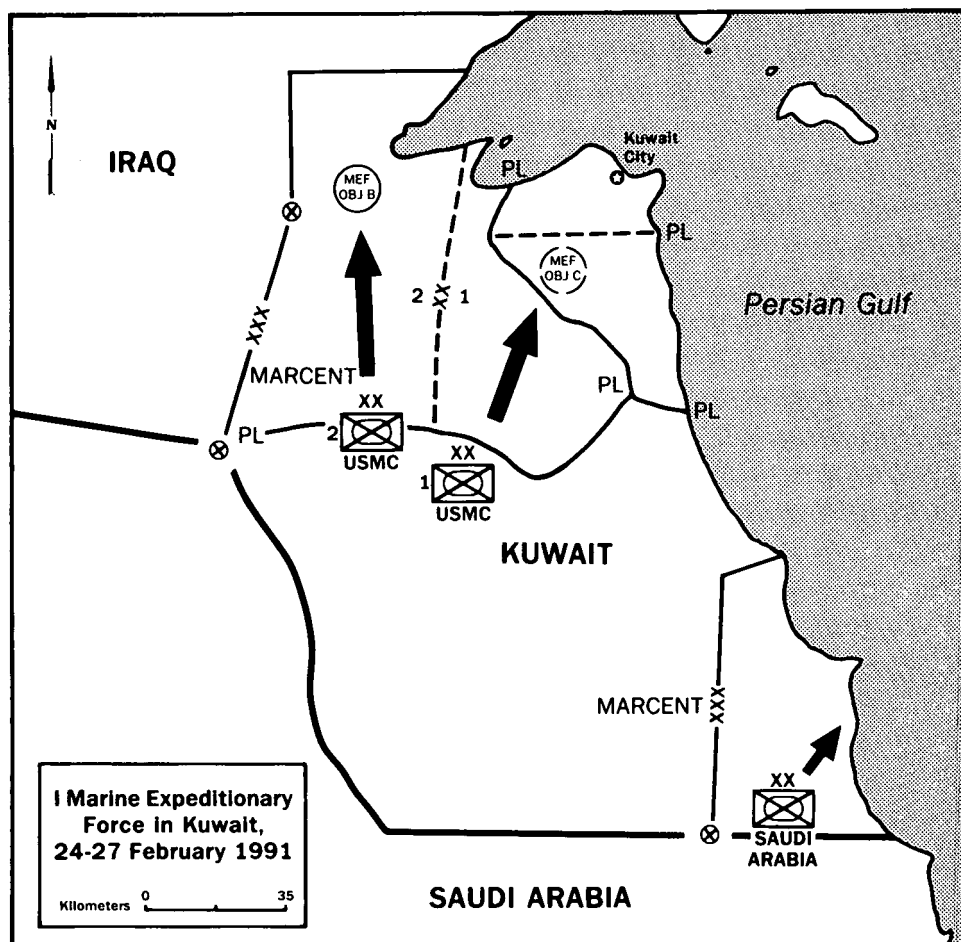 N
IRAQ
MEF
OBJ B
PL
Kuwait
City
PL
MEF
OBJ C
2 XX 1
Persian Gulf
XXX
MARCENT
PL
PL
PL
XX
2
USMC
XX
1
USMC
KUWAIT
MARCENT
XXX
XX
SAUDI
ARABIA
I Marine Expeditionary
Force in Kuwait,
24-27 February 1991
Kilometers 0 35
SAUDI ARABIA